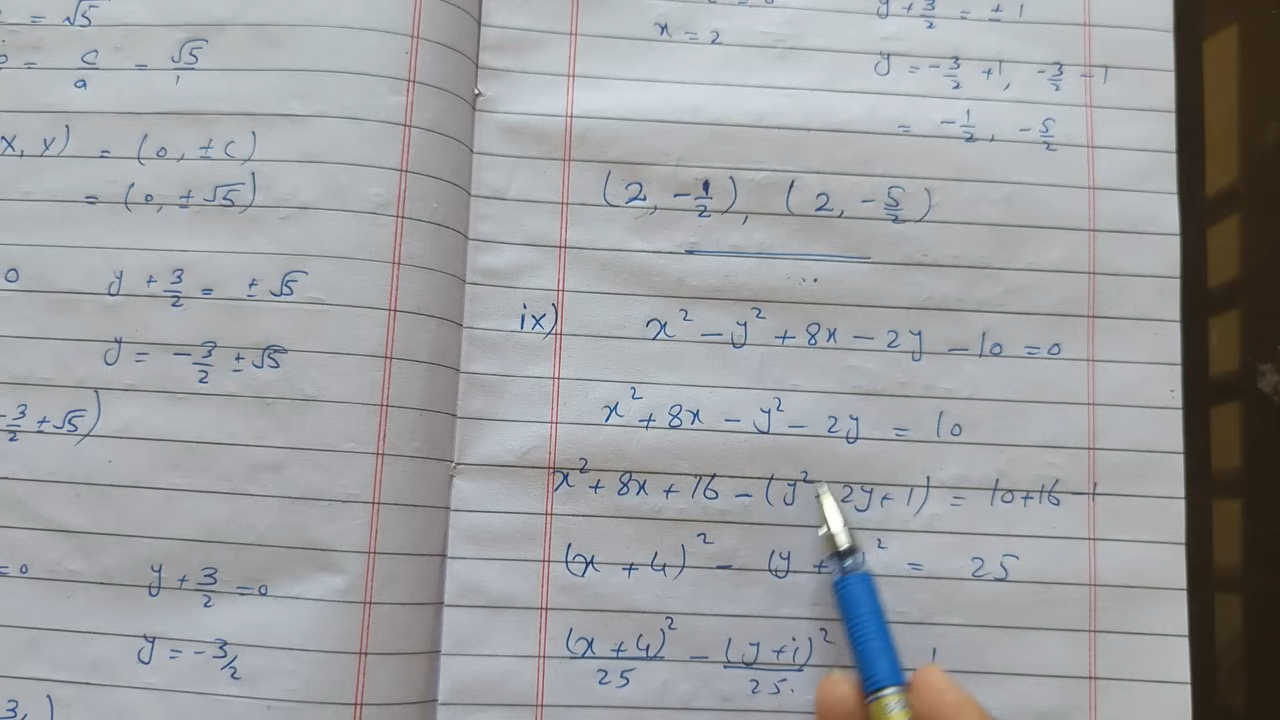 = √5
= c/a = √5/1
x, y) = (0, ±c)
= (0, ±√5)
0 y + 3/2 = ±√5
y = -3/2 ± √5
-3/2 ± √5)
=0 y + 3/2 = 0
y = -3/2
3,
x = 2
y + 3/2 = ±1
y = -3/2 + 1, -3/2 - 1
= -1/2, -5/2
(2, -1/2), (2, -5/2)
ix) x² - y² + 8x - 2y - 10 = 0
x² + 8x - y² - 2y = 10
x² + 8x + 16 - (y² + 2y + 1) = 10 + 16 - 1
(x + 4)² - (y + ² = 25
(x + 4)²/25 - (y + 1)²/25. 1